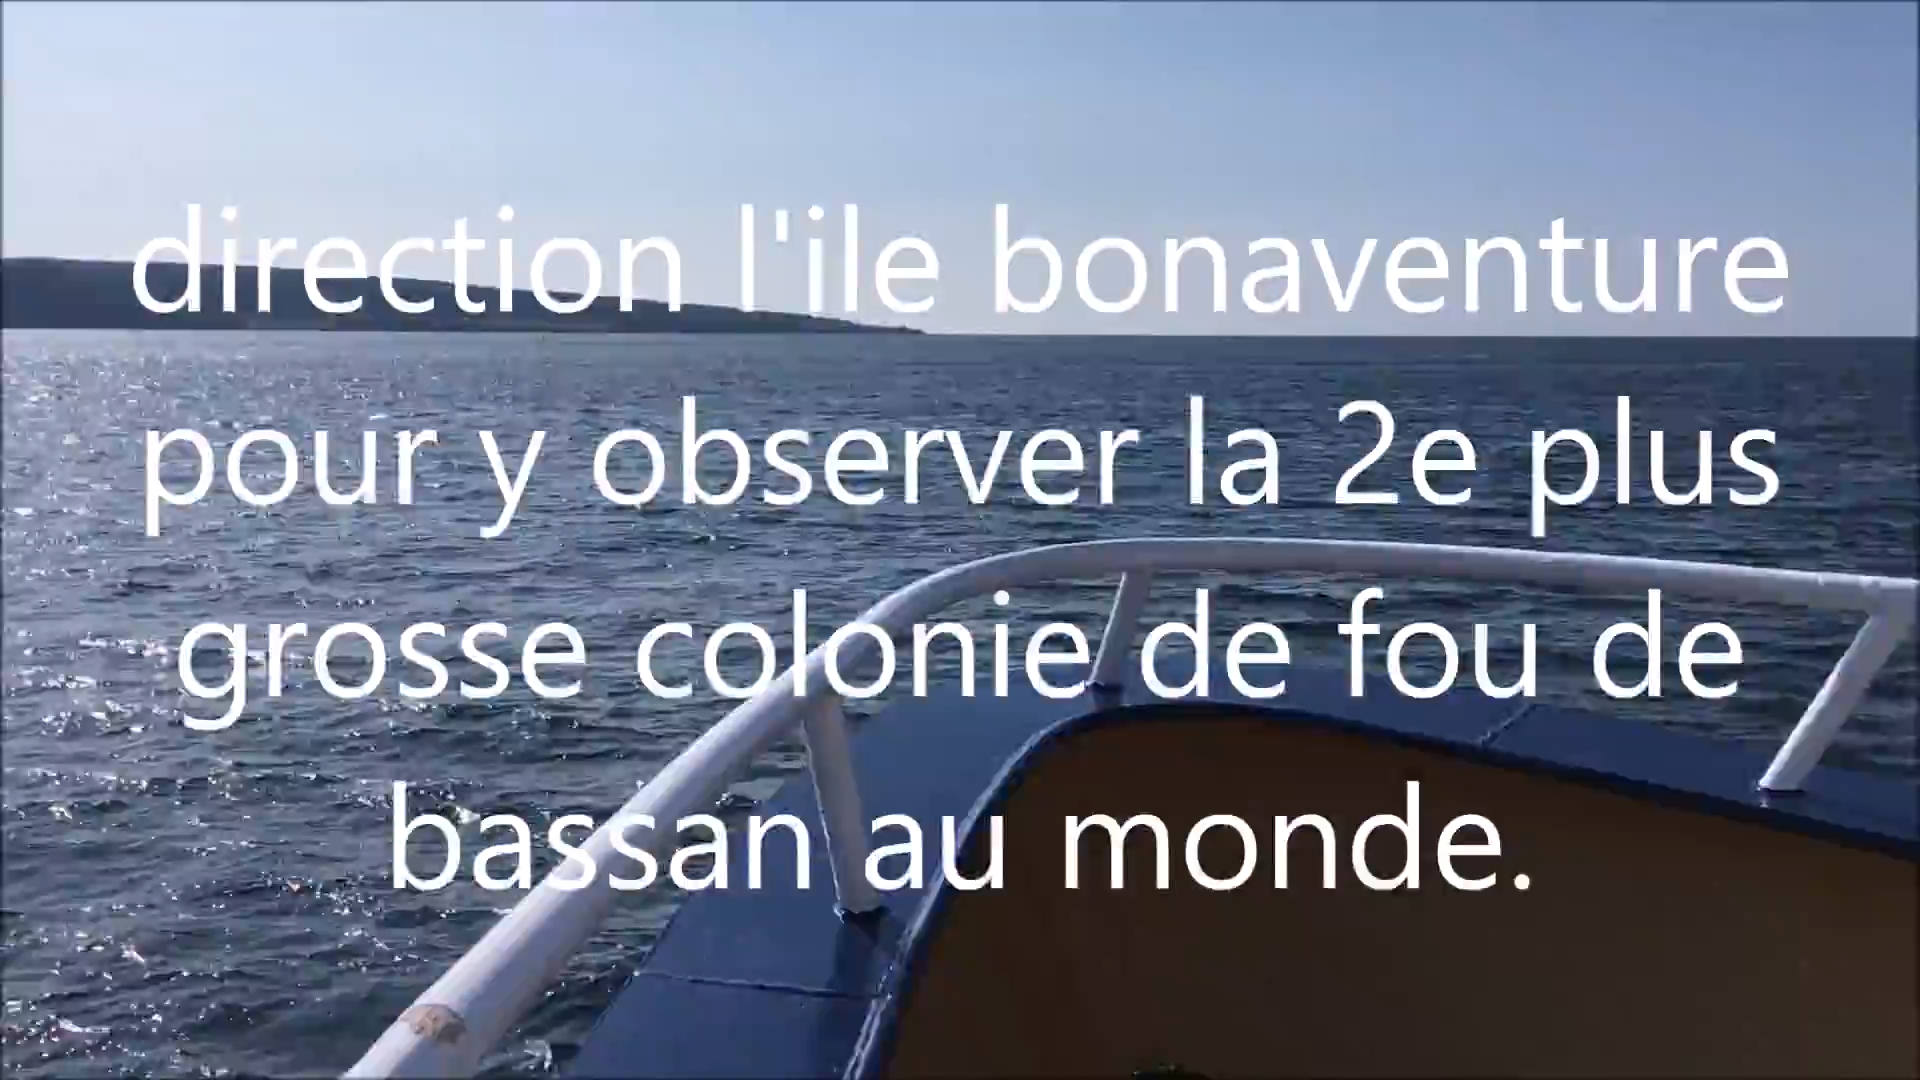 direction l'ile bonaventure
pour y observer la 2e plus
grosse colonie de fou de
bassan au monde.